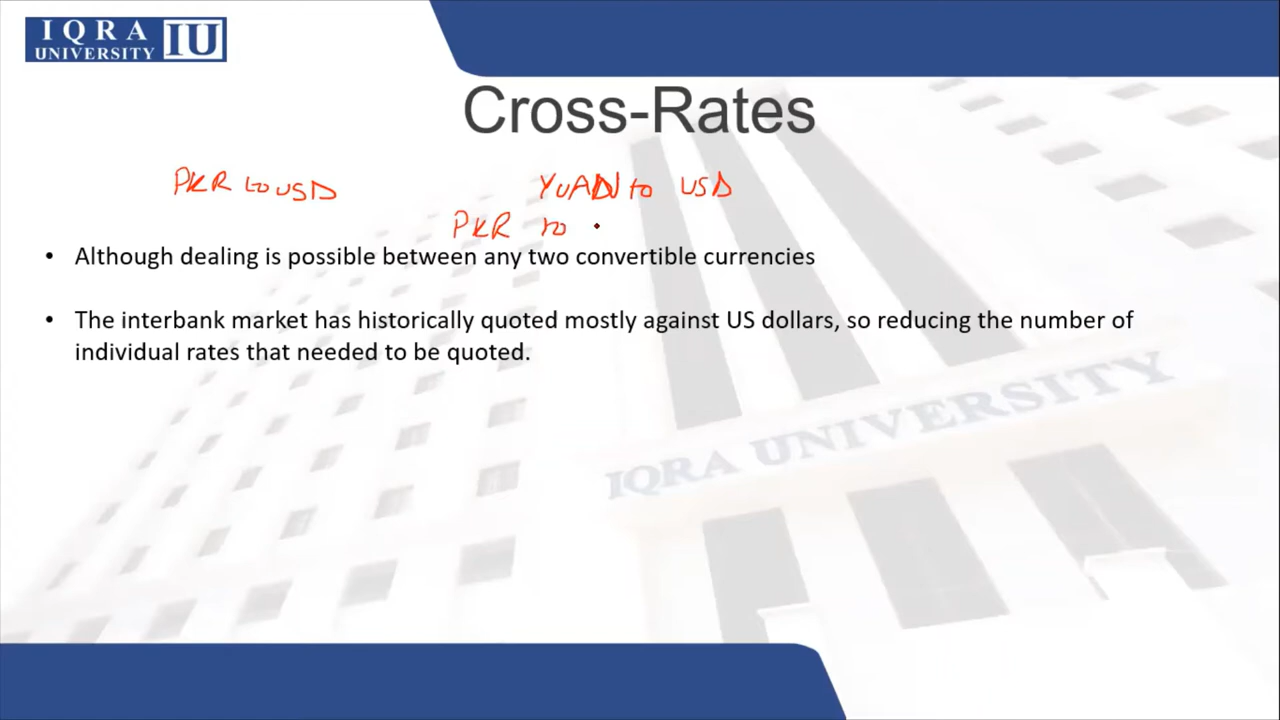 IQRA
UNIVERSITY IU
Cross-Rates
PKR to USD YUAN to USD
PKR to
• Although dealing is possible between any two convertible currencies
• The interbank market has historically quoted mostly against US dollars, so reducing the number of
individual rates that needed to be quoted.
IQRA UNIVERSITY